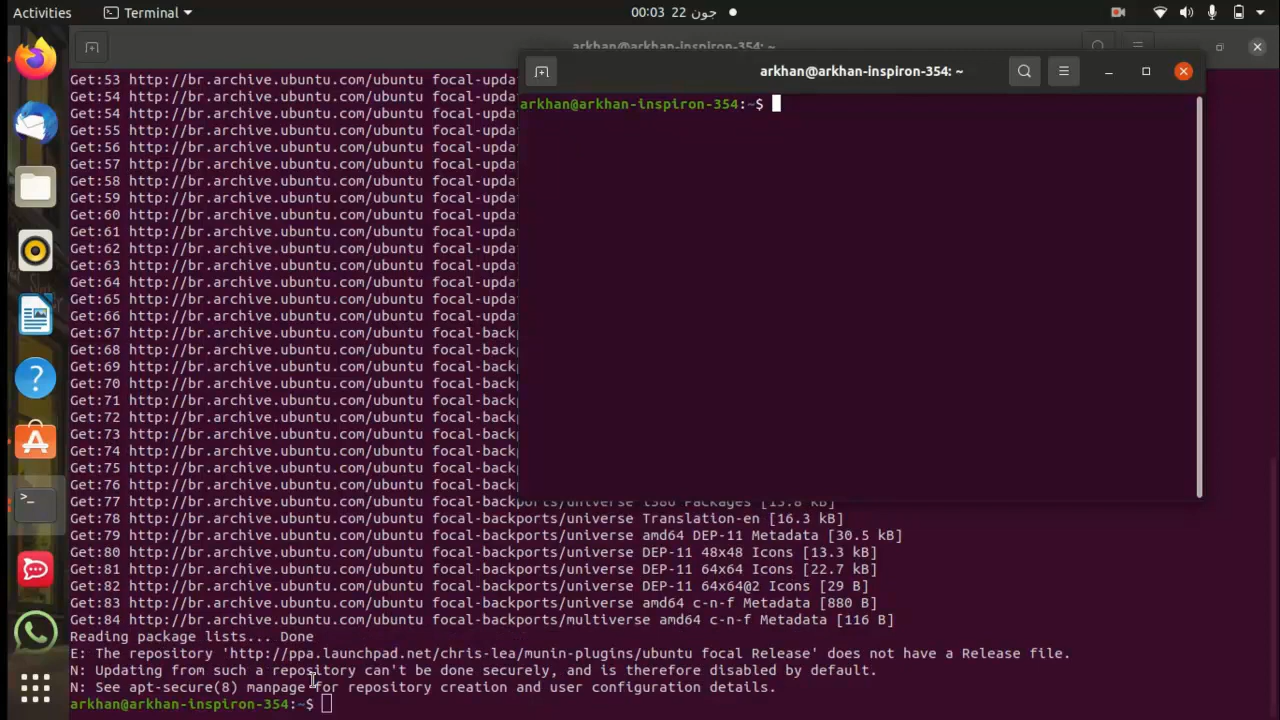 Activities Terminal 00:03 جون 22
arkhan@arkhan-inspiron-354: ~
arkhan@arkhan-inspiron-354: ~
arkhan@arkhan-inspiron-354:~$
Get:53 http://br.archive.ubuntu.com/ubuntu focal-upda
Get:54 http://br.archive.ubuntu.com/ubuntu focal-upda
Get:54 http://br.archive.ubuntu.com/ubuntu focal-upda
Get:55 http://br.archive.ubuntu.com/ubuntu focal-upda
Get:56 http://br.archive.ubuntu.com/ubuntu focal-upda
Get:57 http://br.archive.ubuntu.com/ubuntu focal-upda
Get:58 http://br.archive.ubuntu.com/ubuntu focal-upda
Get:59 http://br.archive.ubuntu.com/ubuntu focal-upda
Get:60 http://br.archive.ubuntu.com/ubuntu focal-upda
Get:61 http://br.archive.ubuntu.com/ubuntu focal-upda
Get:62 http://br.archive.ubuntu.com/ubuntu focal-upda
Get:63 http://br.archive.ubuntu.com/ubuntu focal-upda
Get:64 http://br.archive.ubuntu.com/ubuntu focal-upda
Get:65 http://br.archive.ubuntu.com/ubuntu focal-upda
Get:66 http://br.archive.ubuntu.com/ubuntu focal-upda
Get:67 http://br.archive.ubuntu.com/ubuntu focal-back
Get:68 http://br.archive.ubuntu.com/ubuntu focal-back
Get:69 http://br.archive.ubuntu.com/ubuntu focal-back
Get:70 http://br.archive.ubuntu.com/ubuntu focal-back
Get:71 http://br.archive.ubuntu.com/ubuntu focal-back
Get:72 http://br.archive.ubuntu.com/ubuntu focal-back
Get:73 http://br.archive.ubuntu.com/ubuntu focal-back
Get:74 http://br.archive.ubuntu.com/ubuntu focal-back
Get:75 http://br.archive.ubuntu.com/ubuntu focal-back
Get:76 http://br.archive.ubuntu.com/ubuntu focal-back
Get:77 http://br.archive.ubuntu.com/ubuntu focal-backports/universe i386 Packages
Get:78 http://br.archive.ubuntu.com/ubuntu focal-backports/universe Translation-en [16.3 kB]
Get:79 http://br.archive.ubuntu.com/ubuntu focal-backports/universe amd64 DEP-11 Metadata [30.5 kB]
Get:80 http://br.archive.ubuntu.com/ubuntu focal-backports/universe DEP-11 48x48 Icons [13.3 kB]
Get:81 http://br.archive.ubuntu.com/ubuntu focal-backports/universe DEP-11 64x64 Icons [22.7 kB]
Get:82 http://br.archive.ubuntu.com/ubuntu focal-backports/universe DEP-11 64x64@2 Icons [29 B]
Get:83 http://br.archive.ubuntu.com/ubuntu focal-backports/universe amd64 c-n-f Metadata [880 B]
Get:84 http://br.archive.ubuntu.com/ubuntu focal-backports/multiverse amd64 c-n-f Metadata [116 B]
Reading package lists... Done
E: The repository 'http://ppa.launchpad.net/chris-lea/munin-plugins/ubuntu focal Release' does not have a Release file.
N: Updating from such a repository can't be done securely, and is therefore disabled by default.
N: See apt-secure(8) manpage for repository creation and user configuration details.
arkhan@arkhan-inspiron-354:~$